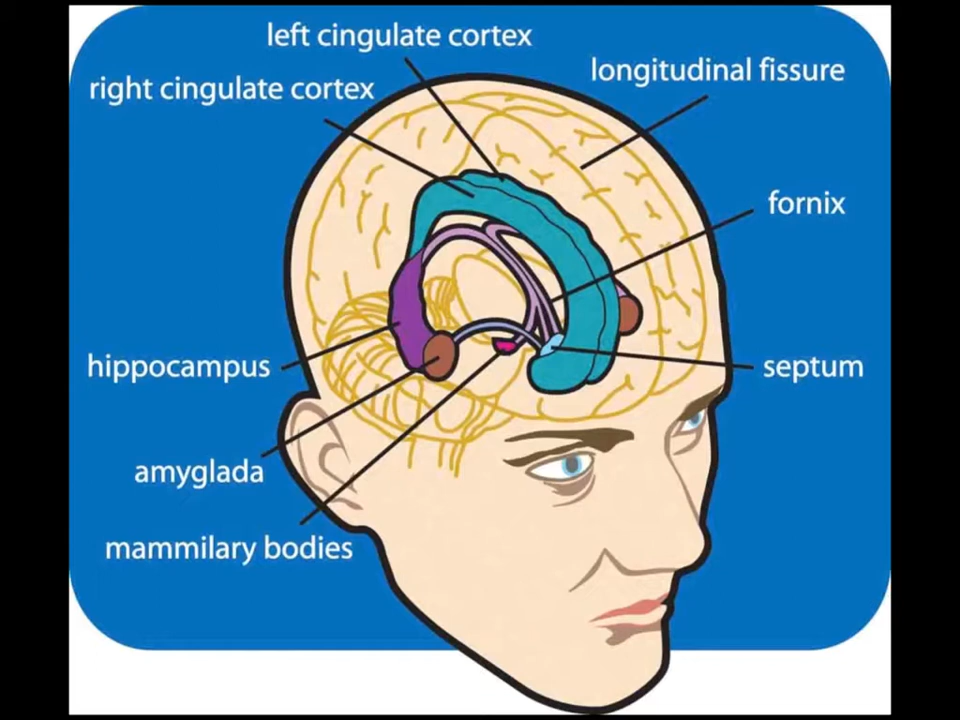 left cingulate cortex
longitudinal fissure
right cingulate cortex
fornix
hippocampus
septum
amyglada
mammilary bodies